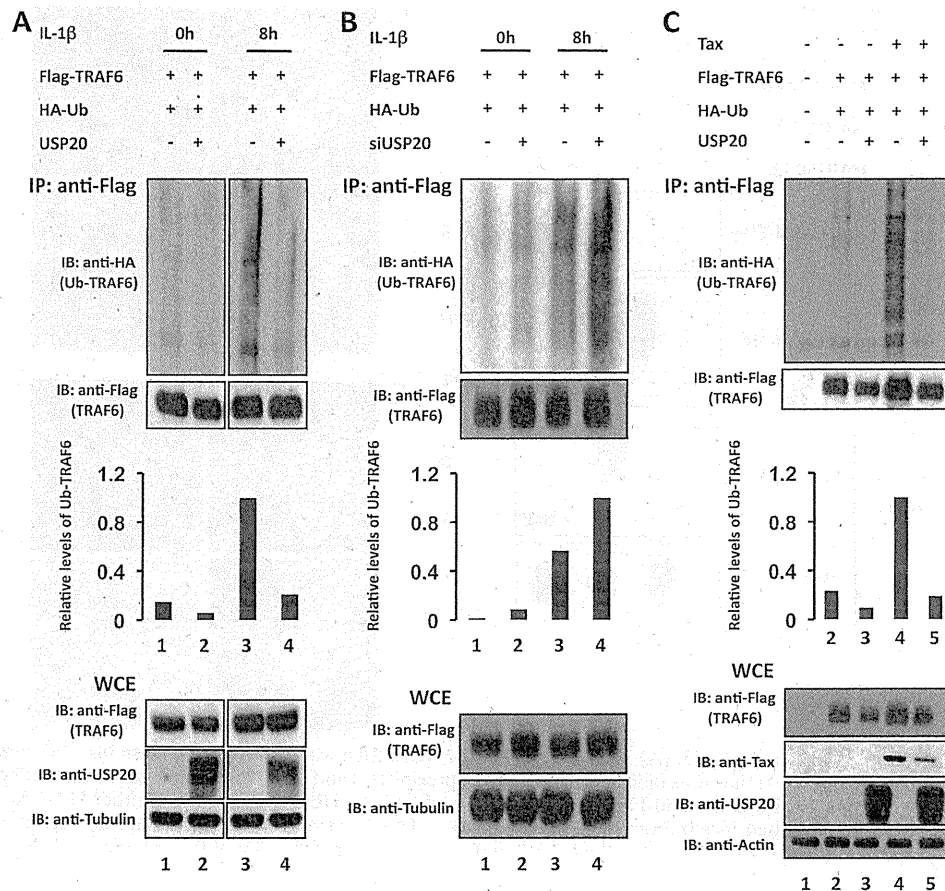 A
IL-1β 0h 8h
Flag-TRAF6 + + + +
HA-Ub + + + +
USP20 - + - +
IP: anti-Flag
IB: anti-HA
(Ub-TRAF6)
IB: anti-Flag
(TRAF6)
Relative levels of Ub-TRAF6
1.2
0.8
0.4
0
1 2 3 4
WCE
IB: anti-Flag
(TRAF6)
IB: anti-USP20
IB: anti-Tubulin
1 2 3 4
B
IL-1β 0h 8h
Flag-TRAF6 + + + +
HA-Ub + + + +
siUSP20 - + - +
IP: anti-Flag
IB: anti-HA
(Ub-TRAF6)
IB: anti-Flag
(TRAF6)
Relative levels of Ub-TRAF6
1.2
0.8
0.4
0
1 2 3 4
WCE
IB: anti-Flag
(TRAF6)
IB: anti-Tubulin
1 2 3 4
C
Tax - - - + +
Flag-TRAF6 - + + + +
HA-Ub - + + + +
USP20 - - + - +
IP: anti-Flag
IB: anti-HA
(Ub-TRAF6)
IB: anti-Flag
(TRAF6)
Relative levels of Ub-TRAF6
1.2
0.8
0.4
0
2 3 4 5
WCE
IB: anti-Flag
(TRAF6)
IB: anti-Tax
IB: anti-USP20
IB: anti-Actin
1 2 3 4 5